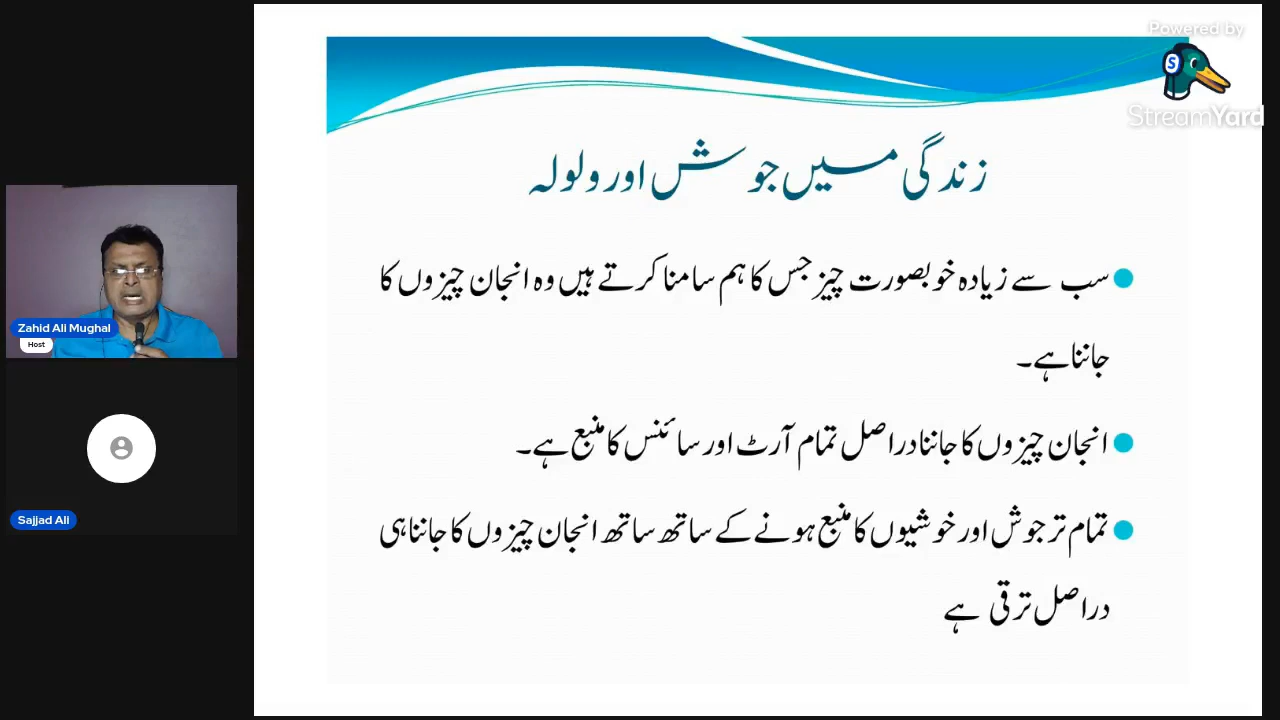 Powered by
StreamYard
زندگی میں جوش اور ولولہ
سب سے زیادہ خوبصورت چیز جس کا ہم سامنا کرتے ہیں وہ انجان چیزوں کا
جاننا ہے۔
انجان چیزوں کا جاننا دراصل تمام آرٹ اور سائنس کا منبع ہے۔
تمام تر جوش اور خوشیوں کا منبع ہونے کے ساتھ ساتھ انجان چیزوں کا جاننا ہی
دراصل ترقی ہے
Zahid Ali Mughal
Host
Sajjad Ali
S